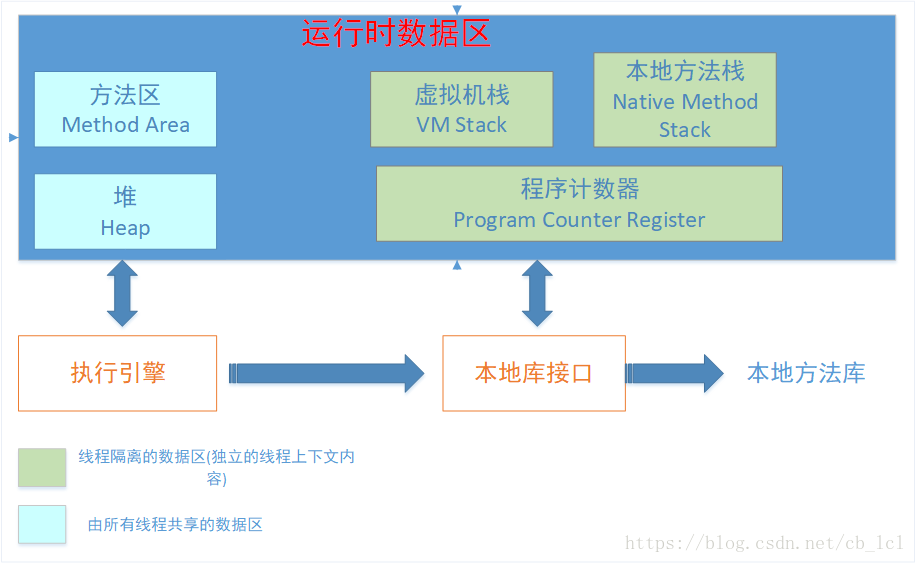 运行时数据区
方法区
Method Area
虚拟机栈
VM Stack
本地方法栈
Native Method
Stack
堆
Heap
程序计数器
Program Counter Register
执行引擎
本地库接口
本地方法库
线程隔离的数据区(独立的线程上下文内
容)
由所有线程共享的数据区
https://blog.csdn.net/cb_lcl